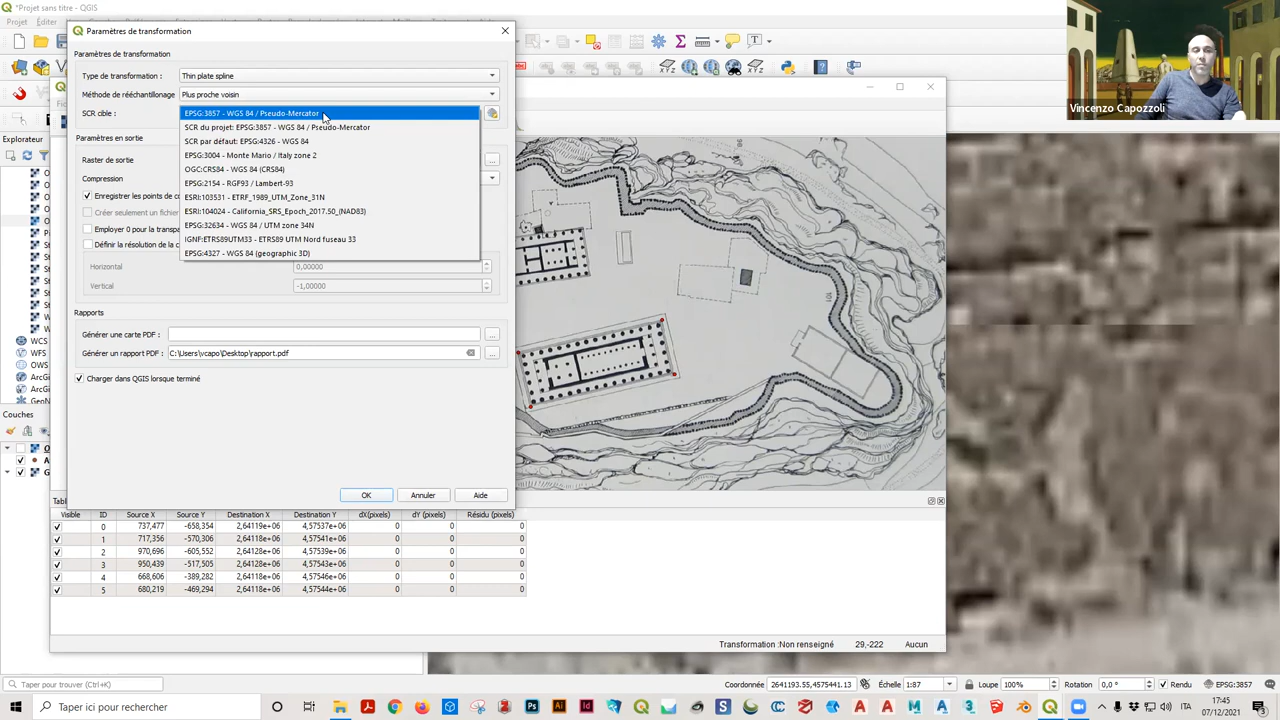 *Projet sans titre — QGIS
Projet
Éditer
Paramètres de transformation
Paramètres de transformation
Type de transformation :
Thin plate spline
Méthode de rééchantillonage
Plus proche voisin
SCR cible :
EPSG:3857 - WGS 84 / Pseudo-Mercator
SCR du projet: EPSG:3857 - WGS 84 / Pseudo-Mercator
SCR par défaut: EPSG:4326 - WGS 84
EPSG:3004 - Monte Mario / Italy zone 2
OGC:CRS84 - WGS 84 (CRS84)
EPSG:2154 - RGF93 / Lambert-93
ESRI:103531 - ETRF_1989_UTM_Zone_31N
ESRI:104024 - California_SRS_Epoch_2017.50_(NAD83)
EPSG:32634 - WGS 84 / UTM zone 34N
IGNF:ETRS89UTM33 - ETRS89 UTM Nord fuseau 33
EPSG:4327 - WGS 84 (geographic 3D)
Paramètres en sortie
Raster de sortie
Compression
Enregistrer les points de co
Créer seulement un fichier
Employer 0 pour la transpa
Définir la résolution de la c
Horizontal
0,00000
Vertical
-1,00000
Rapports
Générer une carte PDF :
Générer un rapport PDF :
C:\Users\vcapo\Desktop\rapport.pdf
Charger dans QGIS lorsque terminé
OK
Annuler
Aide
Vincenzo Capozzoli
Explorateur
WCS
WFS
OWS
ArcGi
ArcGi
GeoN
Couches
Tabl
Visible ID Source X Source Y Destination X Destination Y dX(pixels) dY (pixels) Résidu (pixels)
0 737,477 -658,354 2,64119e+06 4,57537e+06 0 0 0
1 717,356 -570,306 2,64118e+06 4,57541e+06 0 0 0
2 970,696 -605,552 2,64128e+06 4,57539e+06 0 0 0
3 950,439 -517,505 2,64128e+06 4,57543e+06 0 0 0
4 668,606 -389,282 2,64118e+06 4,57546e+06 0 0 0
5 680,219 -469,294 2,64118e+06 4,57544e+06 0 0 0
Transformation :Non renseigné
29,-222
Aucun
Taper pour trouver (Ctrl+K)
Coordonnée
2641193.55,4575441.13
Échelle
1:87
Loupe
100%
Rotation
0,0 °
Rendu
EPSG:3857
Taper ici pour rechercher
ITA
17:45
07/12/2021